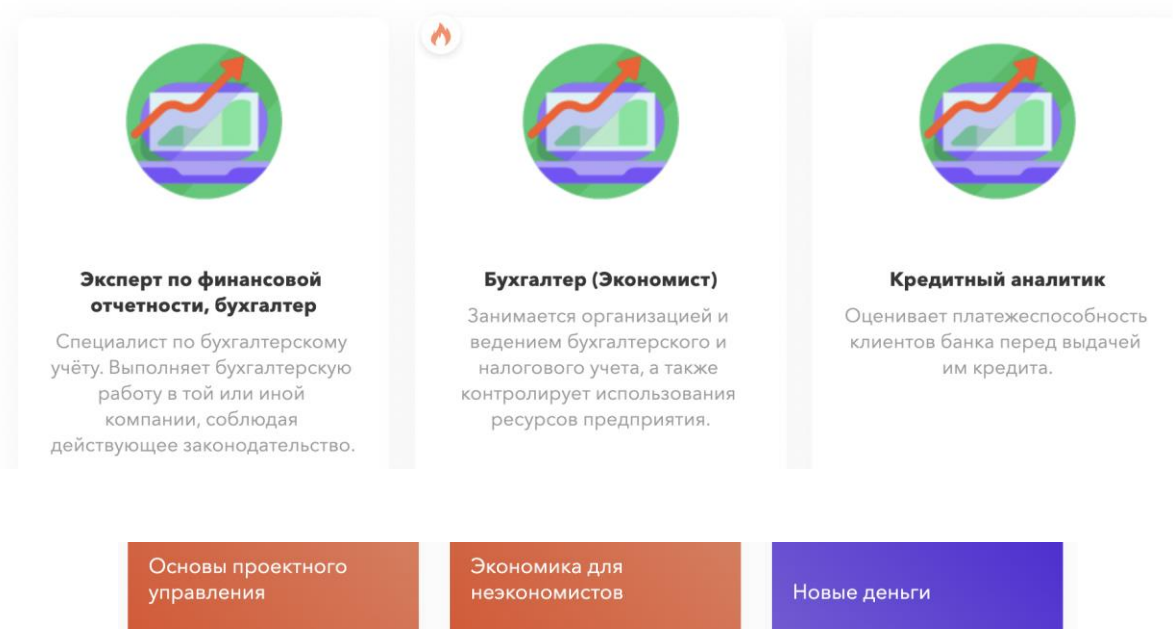 Эксперт по финансовой
отчетности, бухгалтер
Специалист по бухгалтерскому
учёту. Выполняет бухгалтерскую
работу в той или иной
компании, соблюдая
действующее законодательство.
Бухгалтер (Экономист)
Занимается организацией и
ведением бухгалтерского и
налогового учета, а также
контролирует использования
ресурсов предприятия.
Кредитный аналитик
Оценивает платежеспособность
клиентов банка перед выдачей
им кредита.
Основы проектного
управления
Экономика для
неэкономистов
Новые деньги